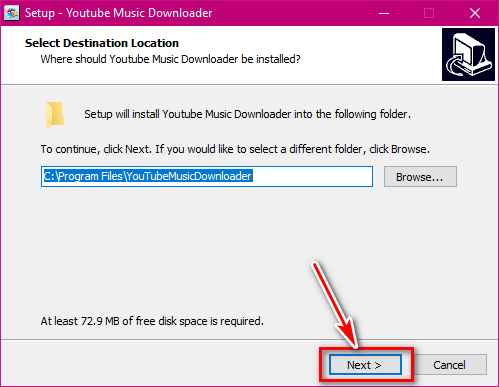 Setup - Youtube Music Downloader
Select Destination Location
Where should Youtube Music Downloader be installed?
Setup will install Youtube Music Downloader into the following folder.
To continue, click Next. If you would like to select a different folder, click Browse.
C:\Program Files\YouTubeMusicDownloader
Browse...
At least 72.9 MB of free disk space is required.
Next >
Cancel